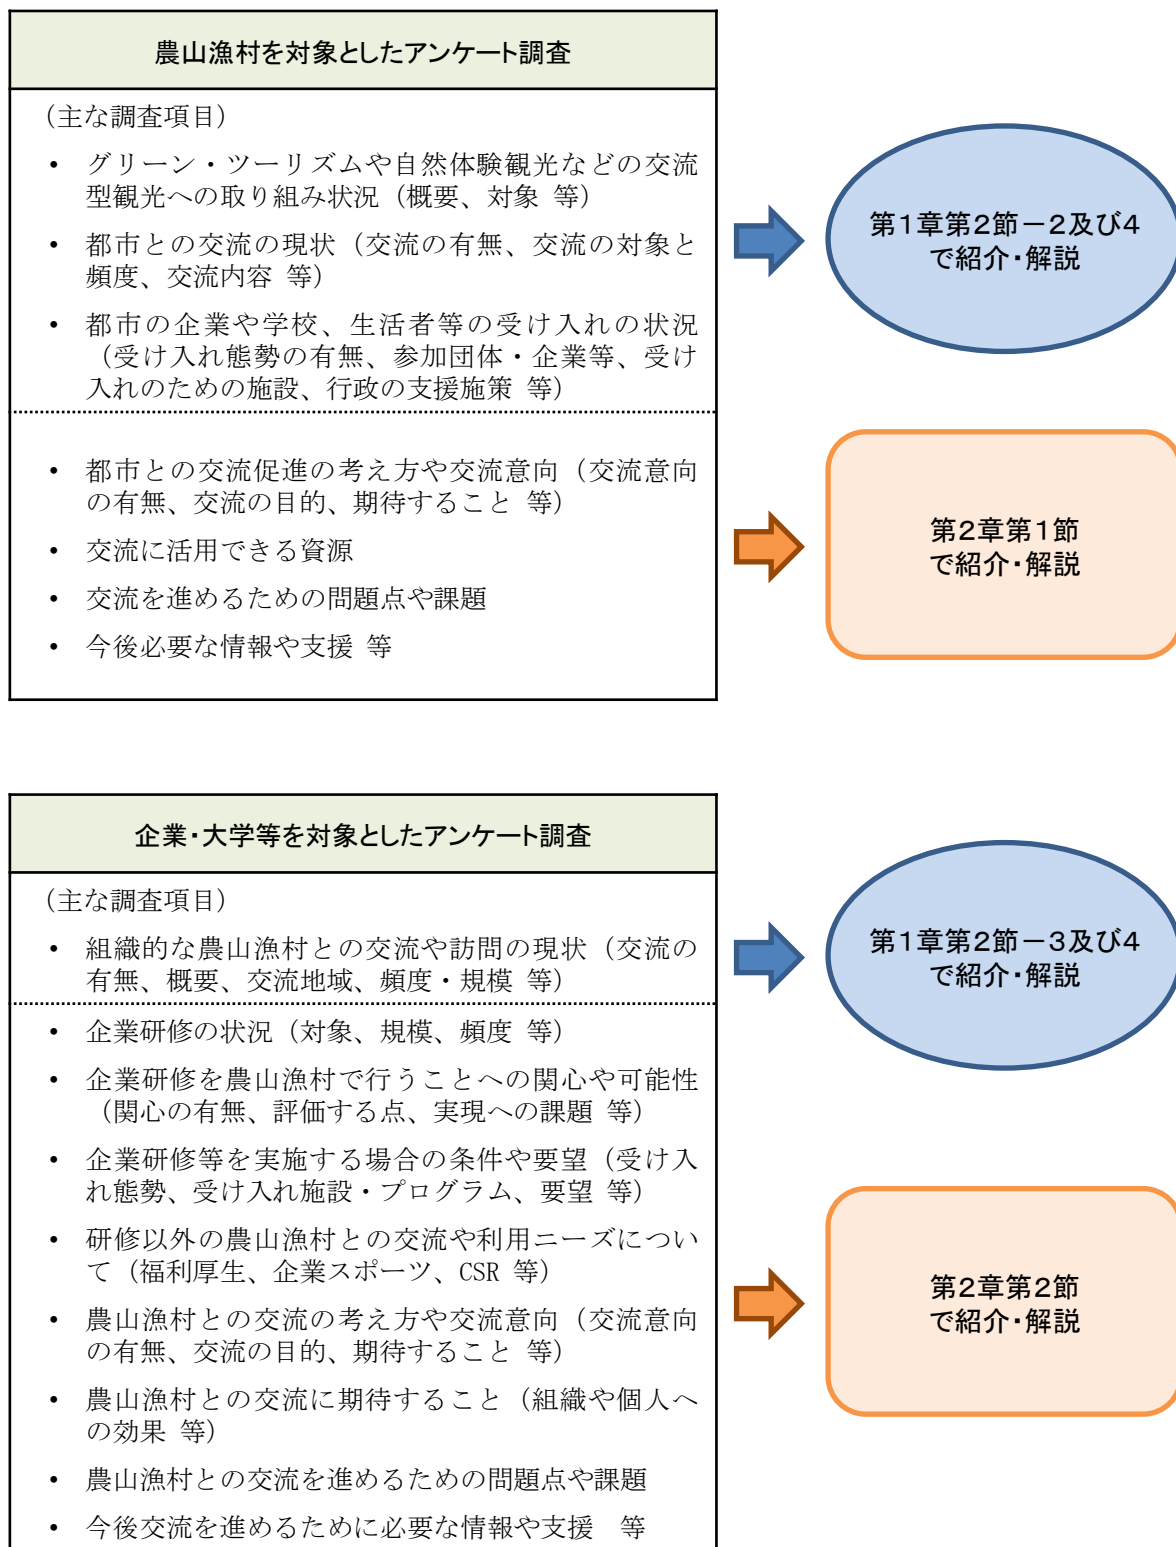 農山漁村を対象としたアンケート調査
（主な調査項目）
• グリーン・ツーリズムや自然体験観光などの交流
型観光への取り組み状況（概要、対象 等）
• 都市との交流の現状（交流の有無、交流の対象と
頻度、交流内容 等）
• 都市の企業や学校、生活者等の受け入れの状況
（受け入れ態勢の有無、参加団体・企業等、受け
入れのための施設、行政の支援施策 等）
第1章第2節－2及び4
で紹介・解説
• 都市との交流促進の考え方や交流意向（交流意向
の有無、交流の目的、期待すること 等）
• 交流に活用できる資源
• 交流を進めるための問題点や課題
• 今後必要な情報や支援 等
第2章第1節
で紹介・解説
企業・大学等を対象としたアンケート調査
（主な調査項目）
• 組織的な農山漁村との交流や訪問の現状（交流の
有無、概要、交流地域、頻度・規模 等）
第1章第2節－3及び4
で紹介・解説
• 企業研修の状況（対象、規模、頻度 等）
• 企業研修を農山漁村で行うことへの関心や可能性
（関心の有無、評価する点、実現への課題 等）
• 企業研修等を実施する場合の条件や要望（受け入
れ態勢、受け入れ施設・プログラム、要望 等）
• 研修以外の農山漁村との交流や利用ニーズについ
て（福利厚生、企業スポーツ、CSR 等）
• 農山漁村との交流の考え方や交流意向（交流意向
の有無、交流の目的、期待すること 等）
• 農山漁村との交流に期待すること（組織や個人へ
の効果 等）
• 農山漁村との交流を進めるための問題点や課題
• 今後交流を進めるために必要な情報や支援 等
第2章第2節
で紹介・解説